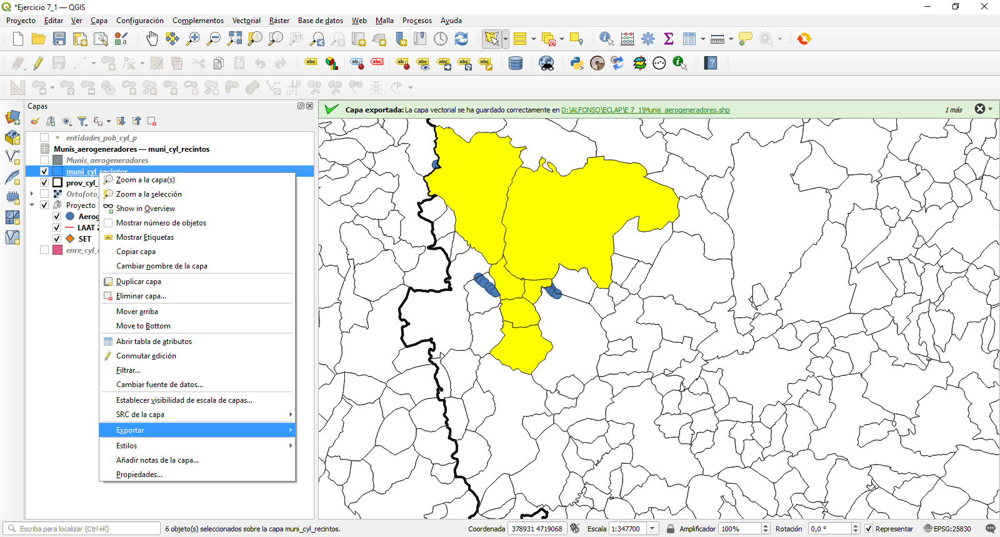 *Ejercicio 7_1 — QGIS
Proyecto Editar Ver Capa Configuración Complementos Vectorial Ráster Base de datos Web Malla Procesos Ayuda
Capas
Capa exportada: La capa vectorial se ha guardado correctamente en D:\ALFONSO\ECLAP\E 7_1\Munis_aerogeneradores.shp
1 más
entidades_pob_cyl_p
Munis_aerogeneradores — muni_cyl_recintos
Munis_aerogeneradores
muni_cyl_recintos
prov_cyl_
Ortofoto_
Proyecto
Aerog
LAAT 2
SET
enre_cyl_
Zoom a la capa(s)
Zoom a la selección
Show in Overview
Mostrar número de objetos
Mostrar Etiquetas
Copiar capa
Cambiar nombre de la capa
Duplicar capa
Eliminar capa...
Mover arriba
Move to Bottom
Abrir tabla de atributos
Conmutar edición
Filtrar...
Cambiar fuente de datos...
Establecer visibilidad de escala de capas...
SRC de la capa
Exportar
Estilos
Añadir notas de la capa...
Propiedades...
Escriba para localizar (Ctrl+K)
6 objeto(s) seleccionados sobre la capa muni_cyl_recintos.
Coordenada 378931 4719068 Escala 1:347700 Amplificador 100% Rotación 0,0 ° Representar EPSG:25830